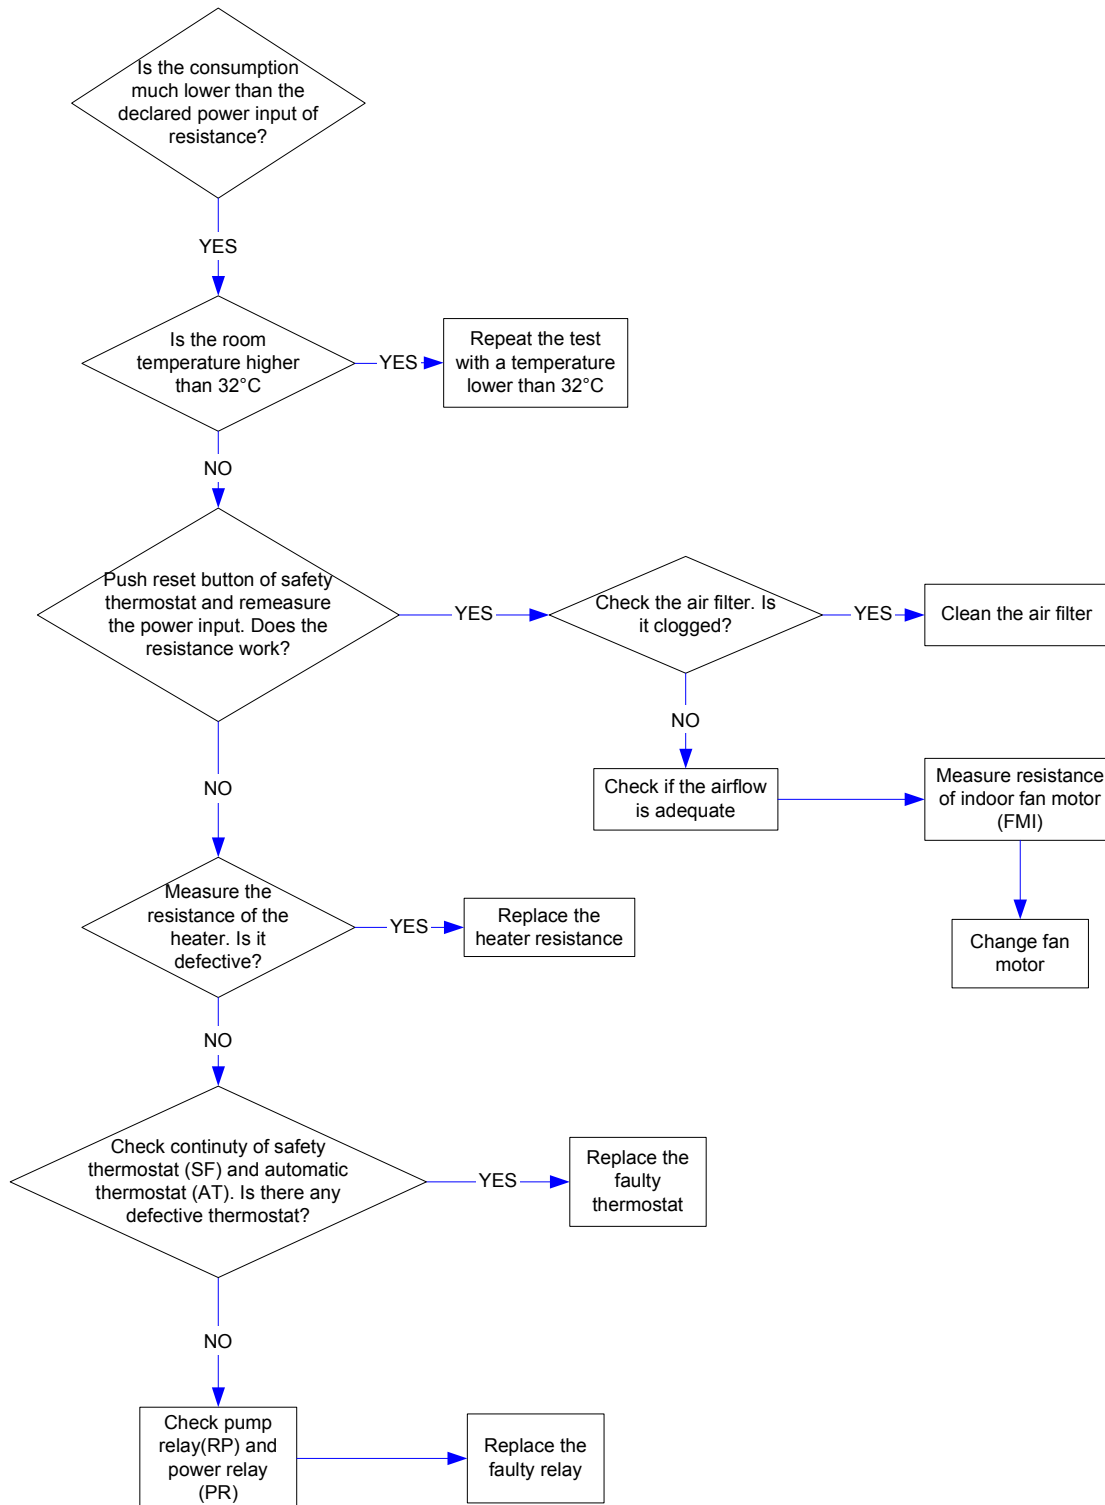 Is the consumption
much lower than the
declared power input of
resistance?
YES
Is the room
temperature higher
than 32°C
YES
Repeat the test
with a temperature
lower than 32°C
NO
Push reset button of safety
thermostat and remeasure
the power input. Does the
resistance work?
YES
Check the air filter. Is
it clogged?
YES
Clean the air filter
NO
Check if the airflow
is adequate
Measure resistance
of indoor fan motor
(FMI)
Change fan
motor
NO
Measure the
resistance of the
heater. Is it
defective?
YES
Replace the
heater resistance
NO
Check continuty of safety
thermostat (SF) and automatic
thermostat (AT). Is there any
defective thermostat?
YES
Replace the
faulty
thermostat
NO
Check pump
relay(RP) and
power relay
(PR)
Replace the
faulty relay